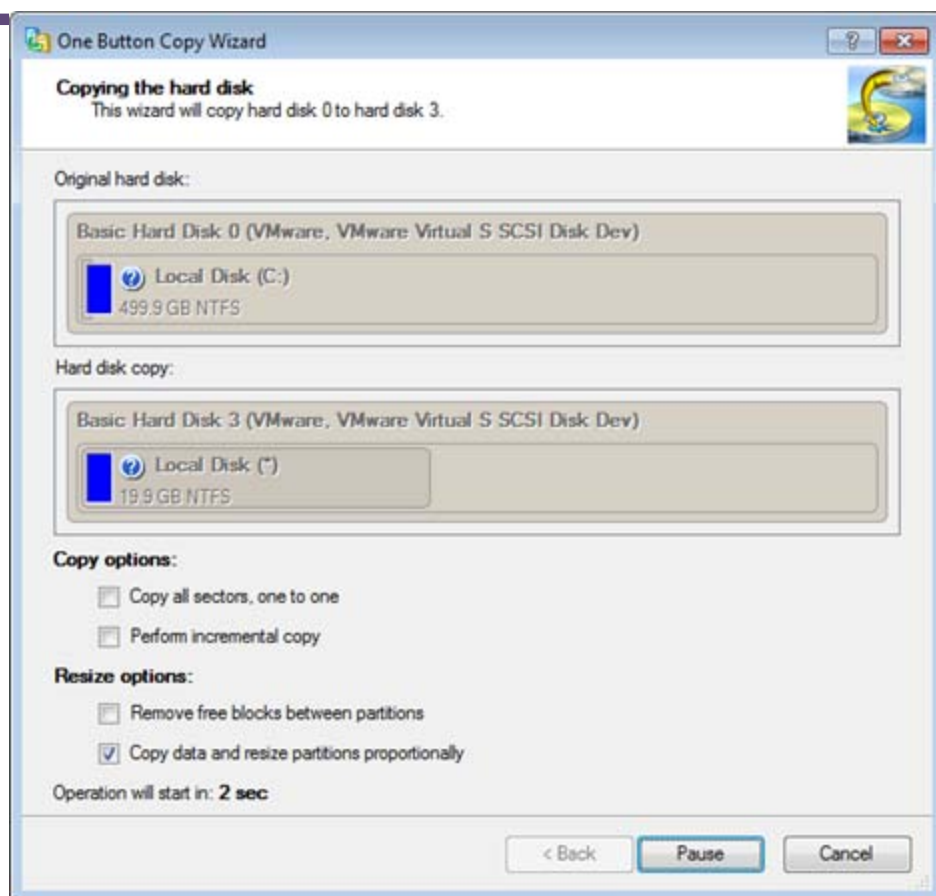 One Button Copy Wizard
Copying the hard disk
This wizard will copy hard disk 0 to hard disk 3.
Original hard disk:
Basic Hard Disk 0 (VMware, VMware Virtual S SCSI Disk Dev)
Local Disk (C:)
499.9 GB NTFS
Hard disk copy:
Basic Hard Disk 3 (VMware, VMware Virtual S SCSI Disk Dev)
Local Disk (*)
19.9 GB NTFS
Copy options:
Copy all sectors, one to one
Perform incremental copy
Resize options:
Remove free blocks between partitions
Copy data and resize partitions proportionally
Operation will start in: 2 sec
< Back Pause Cancel